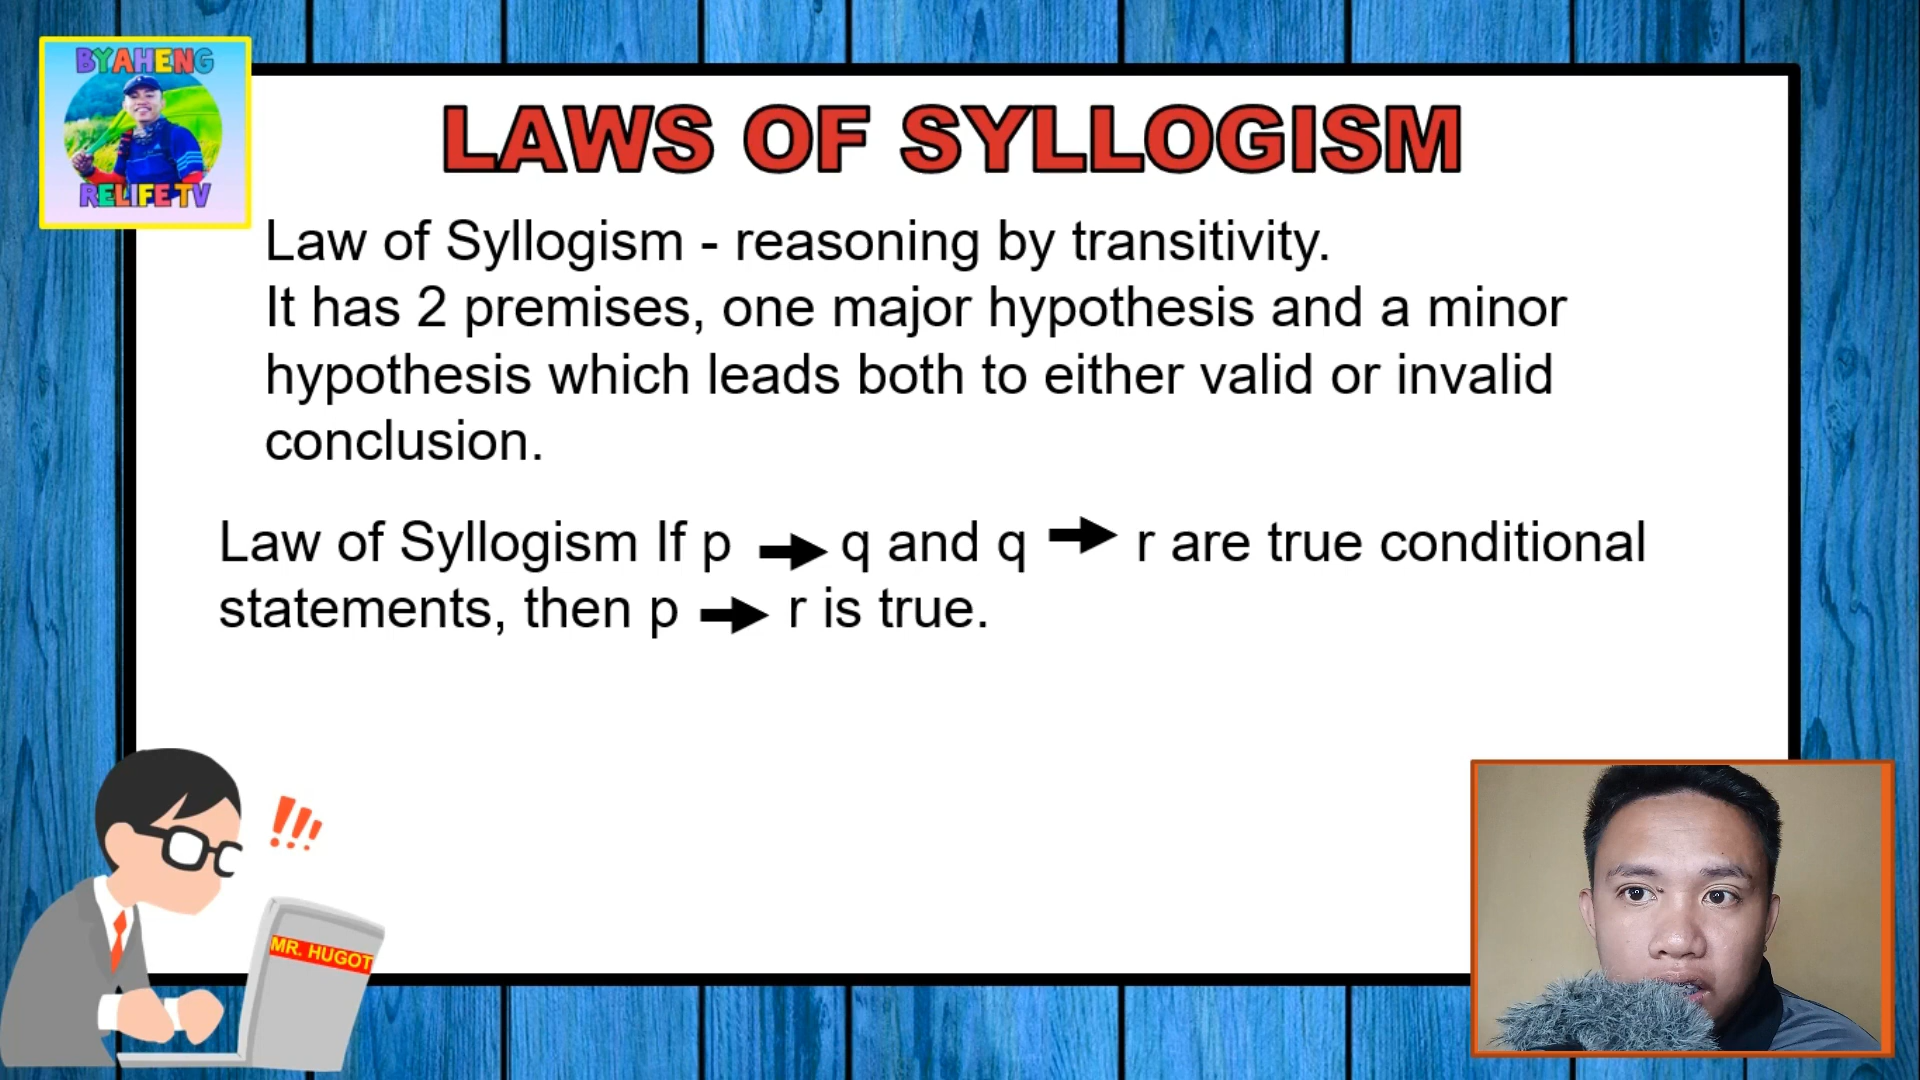 BYAHENG
RELIFE TV
LAWS OF SYLLOGISM
Law of Syllogism - reasoning by transitivity.
It has 2 premises, one major hypothesis and a minor
hypothesis which leads both to either valid or invalid
conclusion.
Law of Syllogism If p ➡ q and q ➡ r are true conditional
statements, then p ➡ r is true.
!!!
MR. HUGOT